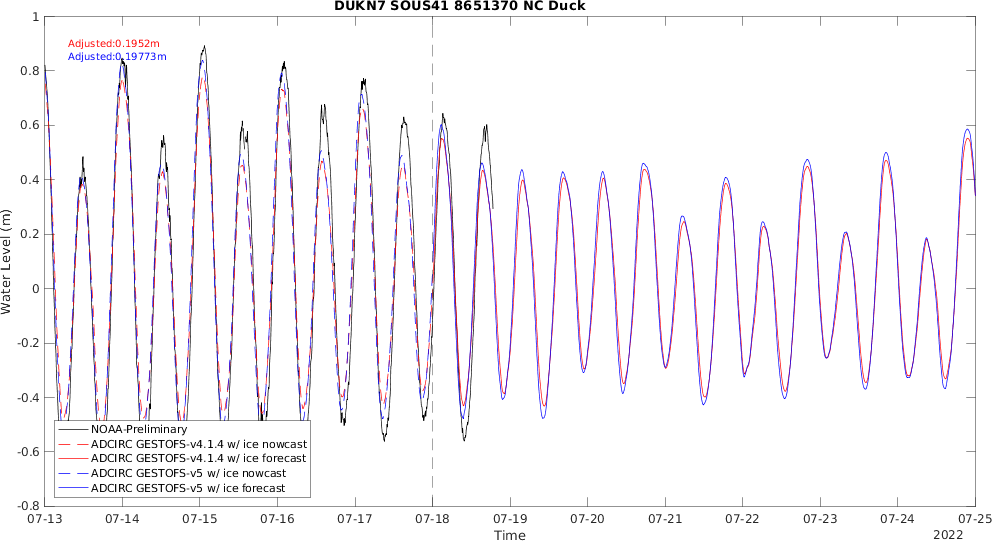 DUKN7 SOUS41 8651370 NC Duck
Adjusted:0.1952m
Adjusted:0.19773m
Water Level (m)
1
0.8
0.6
0.4
0.2
0
-0.2
-0.4
-0.6
-0.8
NOAA-Preliminary
ADCIRC GESTOFS-v4.1.4 w/ ice nowcast
ADCIRC GESTOFS-v4.1.4 w/ ice forecast
ADCIRC GESTOFS-v5 w/ ice nowcast
ADCIRC GESTOFS-v5 w/ ice forecast
07-13 07-14 07-15 07-16 07-17 07-18 07-19 07-20 07-21 07-22 07-23 07-24 07-25
Time
2022